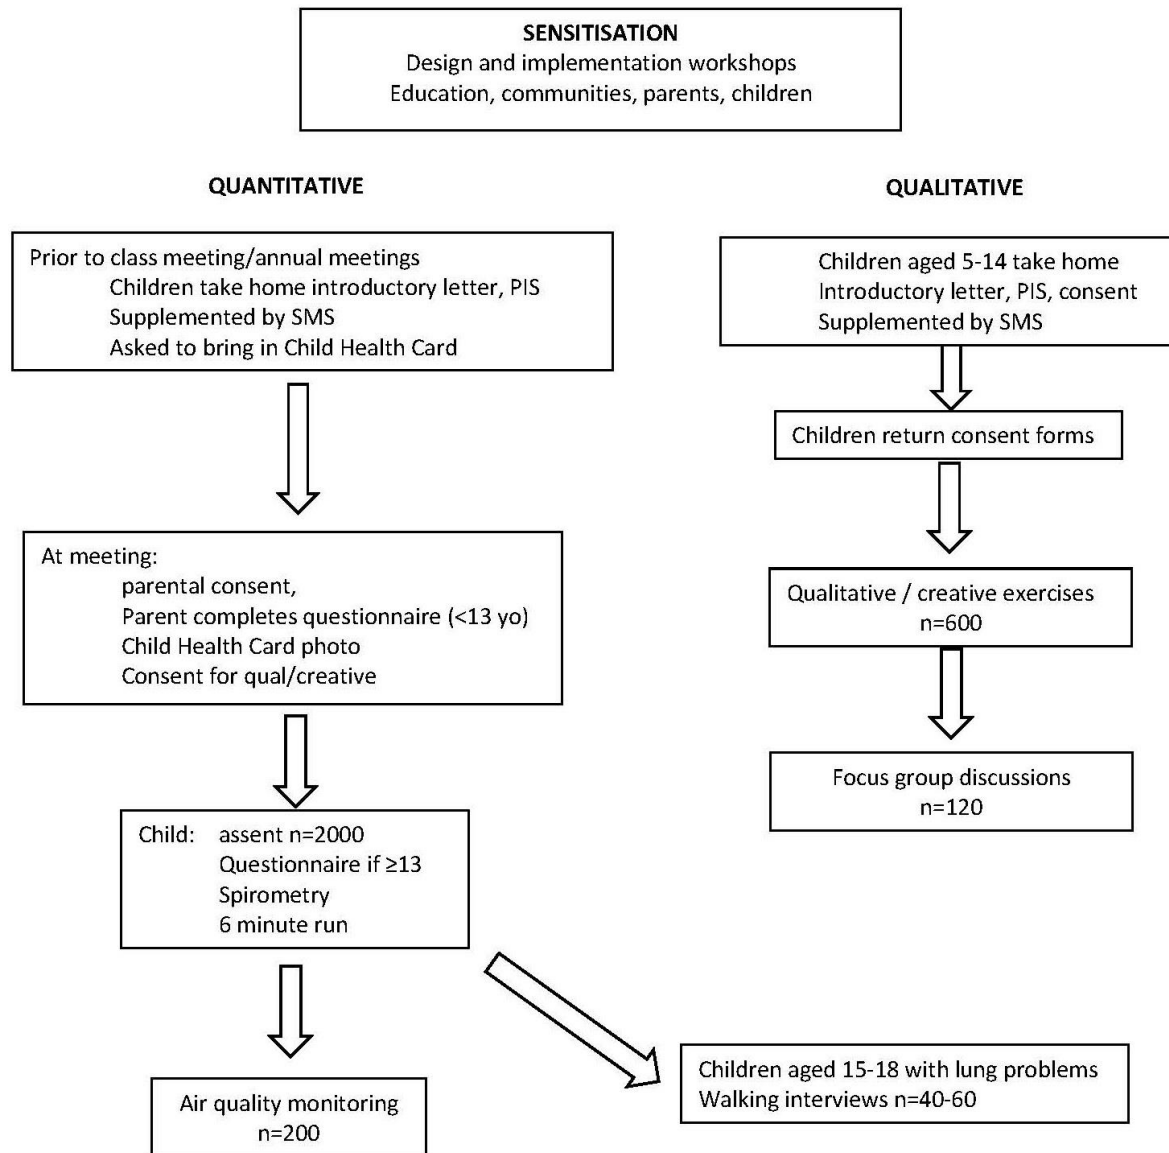 SENSITISATION
Design and implementation workshops
Education, communities, parents, children
QUANTITATIVE
Prior to class meeting/annual meetings
Children take home introductory letter, PIS
Supplemented by SMS
Asked to bring in Child Health Card
At meeting:
parental consent,
Parent completes questionnaire (<13 yo)
Child Health Card photo
Consent for qual/creative
Child: assent n=2000
Questionnaire if ≥13
Spirometry
6 minute run
Air quality monitoring
n=200
QUALITATIVE
Children aged 5-14 take home
Introductory letter, PIS, consent
Supplemented by SMS
Children return consent forms
Qualitative / creative exercises
n=600
Focus group discussions
n=120
Children aged 15-18 with lung problems
Walking interviews n=40-60